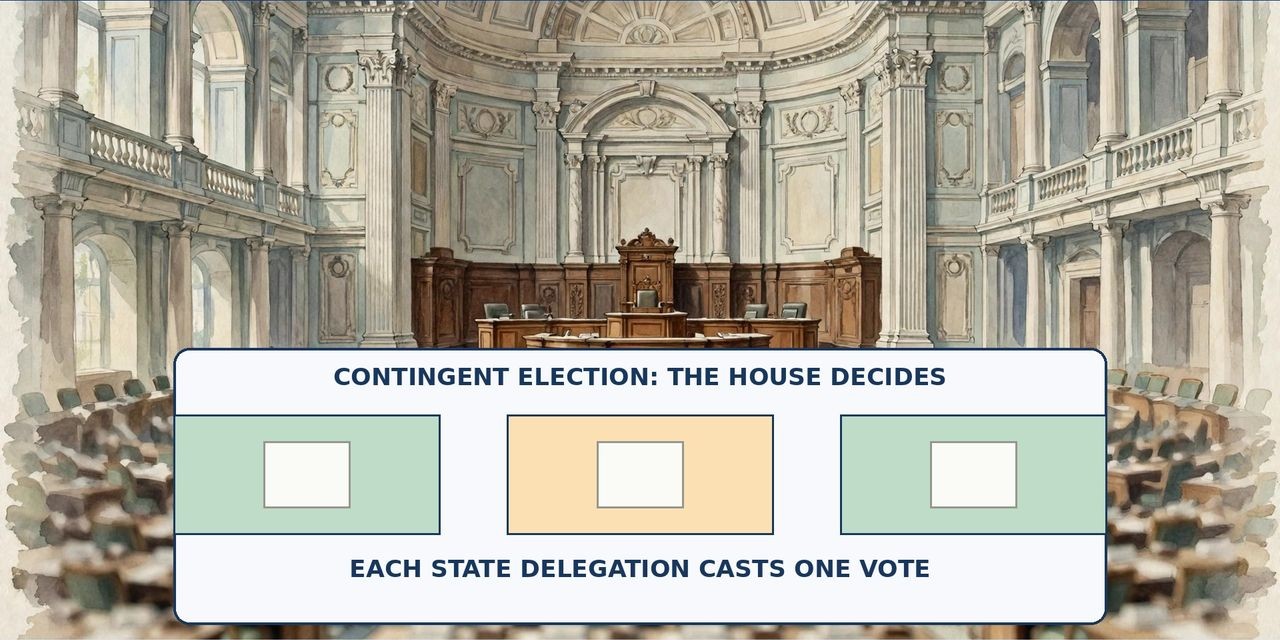 CONTINGENT ELECTION: THE HOUSE DECIDES
EACH STATE DELEGATION CASTS ONE VOTE